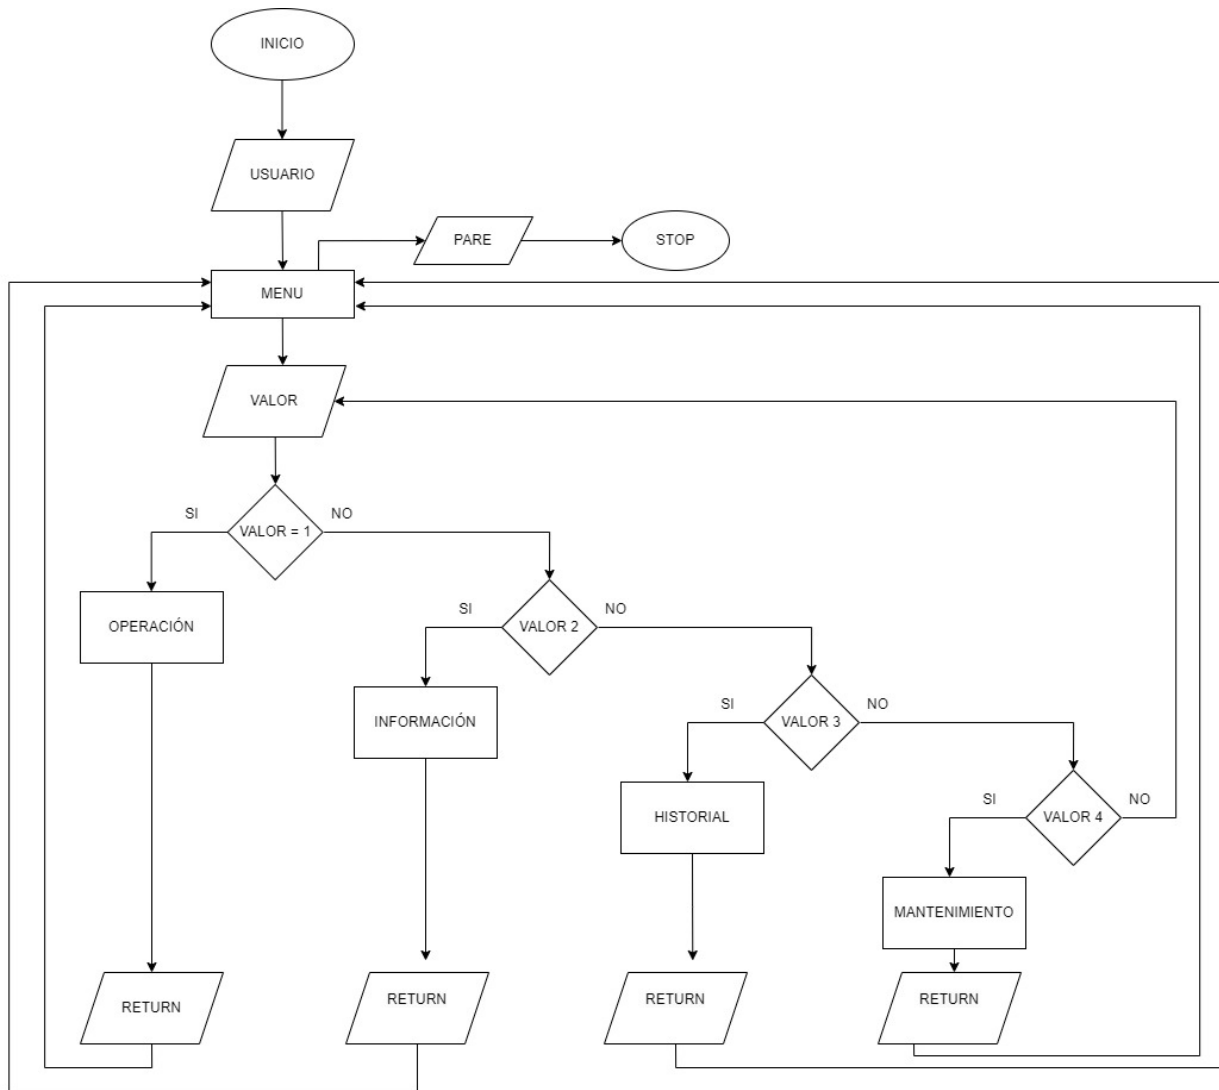 INICIO
USUARIO
PARE
STOP
MENU
VALOR
SI
NO
VALOR = 1
OPERACIÓN
SI
NO
VALOR 2
INFORMACIÓN
SI
NO
VALOR 3
HISTORIAL
SI
NO
VALOR 4
MANTENIMIENTO
RETURN
RETURN
RETURN
RETURN